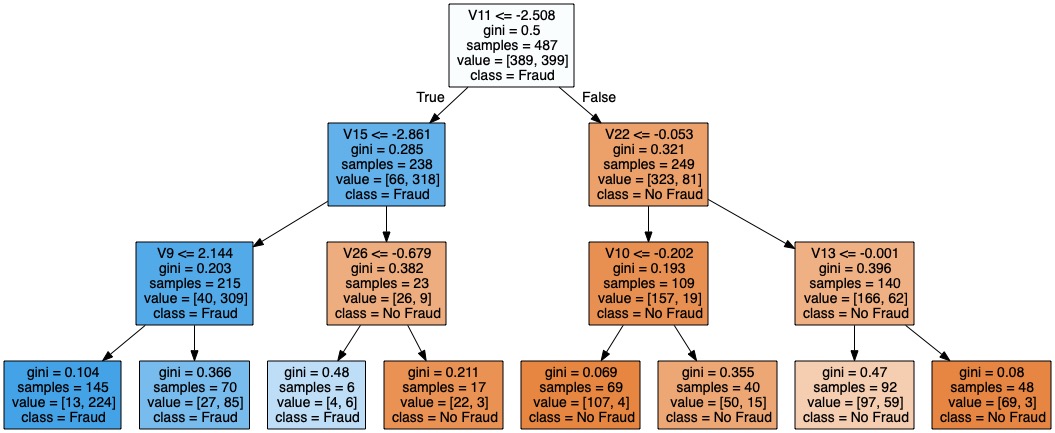 V11 <= -2.508
gini = 0.5
samples = 487
value = [389, 399]
class = Fraud
True
False
V15 <= -2.861
gini = 0.285
samples = 238
value = [66, 318]
class = Fraud
V22 <= -0.053
gini = 0.321
samples = 249
value = [323, 81]
class = No Fraud
V9 <= 2.144
gini = 0.203
samples = 215
value = [40, 309]
class = Fraud
V26 <= -0.679
gini = 0.382
samples = 23
value = [26, 9]
class = No Fraud
V10 <= -0.202
gini = 0.193
samples = 109
value = [157, 19]
class = No Fraud
V13 <= -0.001
gini = 0.396
samples = 140
value = [166, 62]
class = No Fraud
gini = 0.104
samples = 145
value = [13, 224]
class = Fraud
gini = 0.366
samples = 70
value = [27, 85]
class = Fraud
gini = 0.48
samples = 6
value = [4, 6]
class = Fraud
gini = 0.211
samples = 17
value = [22, 3]
class = No Fraud
gini = 0.069
samples = 69
value = [107, 4]
class = No Fraud
gini = 0.355
samples = 40
value = [50, 15]
class = No Fraud
gini = 0.47
samples = 92
value = [97, 59]
class = No Fraud
gini = 0.08
samples = 48
value = [69, 3]
class = No Fraud